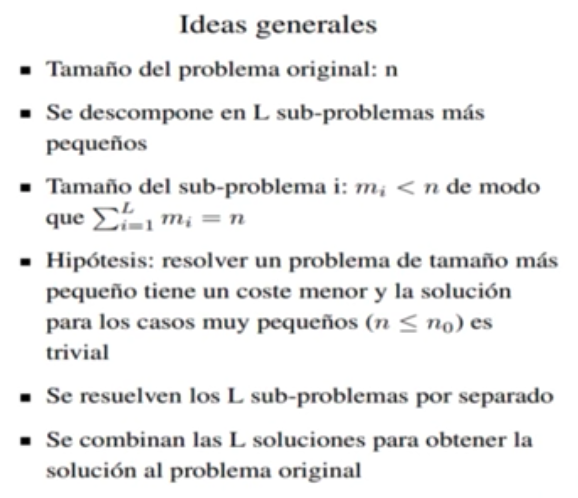 Ideas generales
▪ Tamaño del problema original: n
▪ Se descompone en L sub-problemas más
pequeños
▪ Tamaño del sub-problema i: $m_i < n$ de modo
que $\sum_{i=1}^{L} m_i = n$
▪ Hipótesis: resolver un problema de tamaño más
pequeño tiene un coste menor y la solución
para los casos muy pequeños ($n \leq n_0$) es
trivial
▪ Se resuelven los L sub-problemas por separado
▪ Se combinan las L soluciones para obtener la
solución al problema original